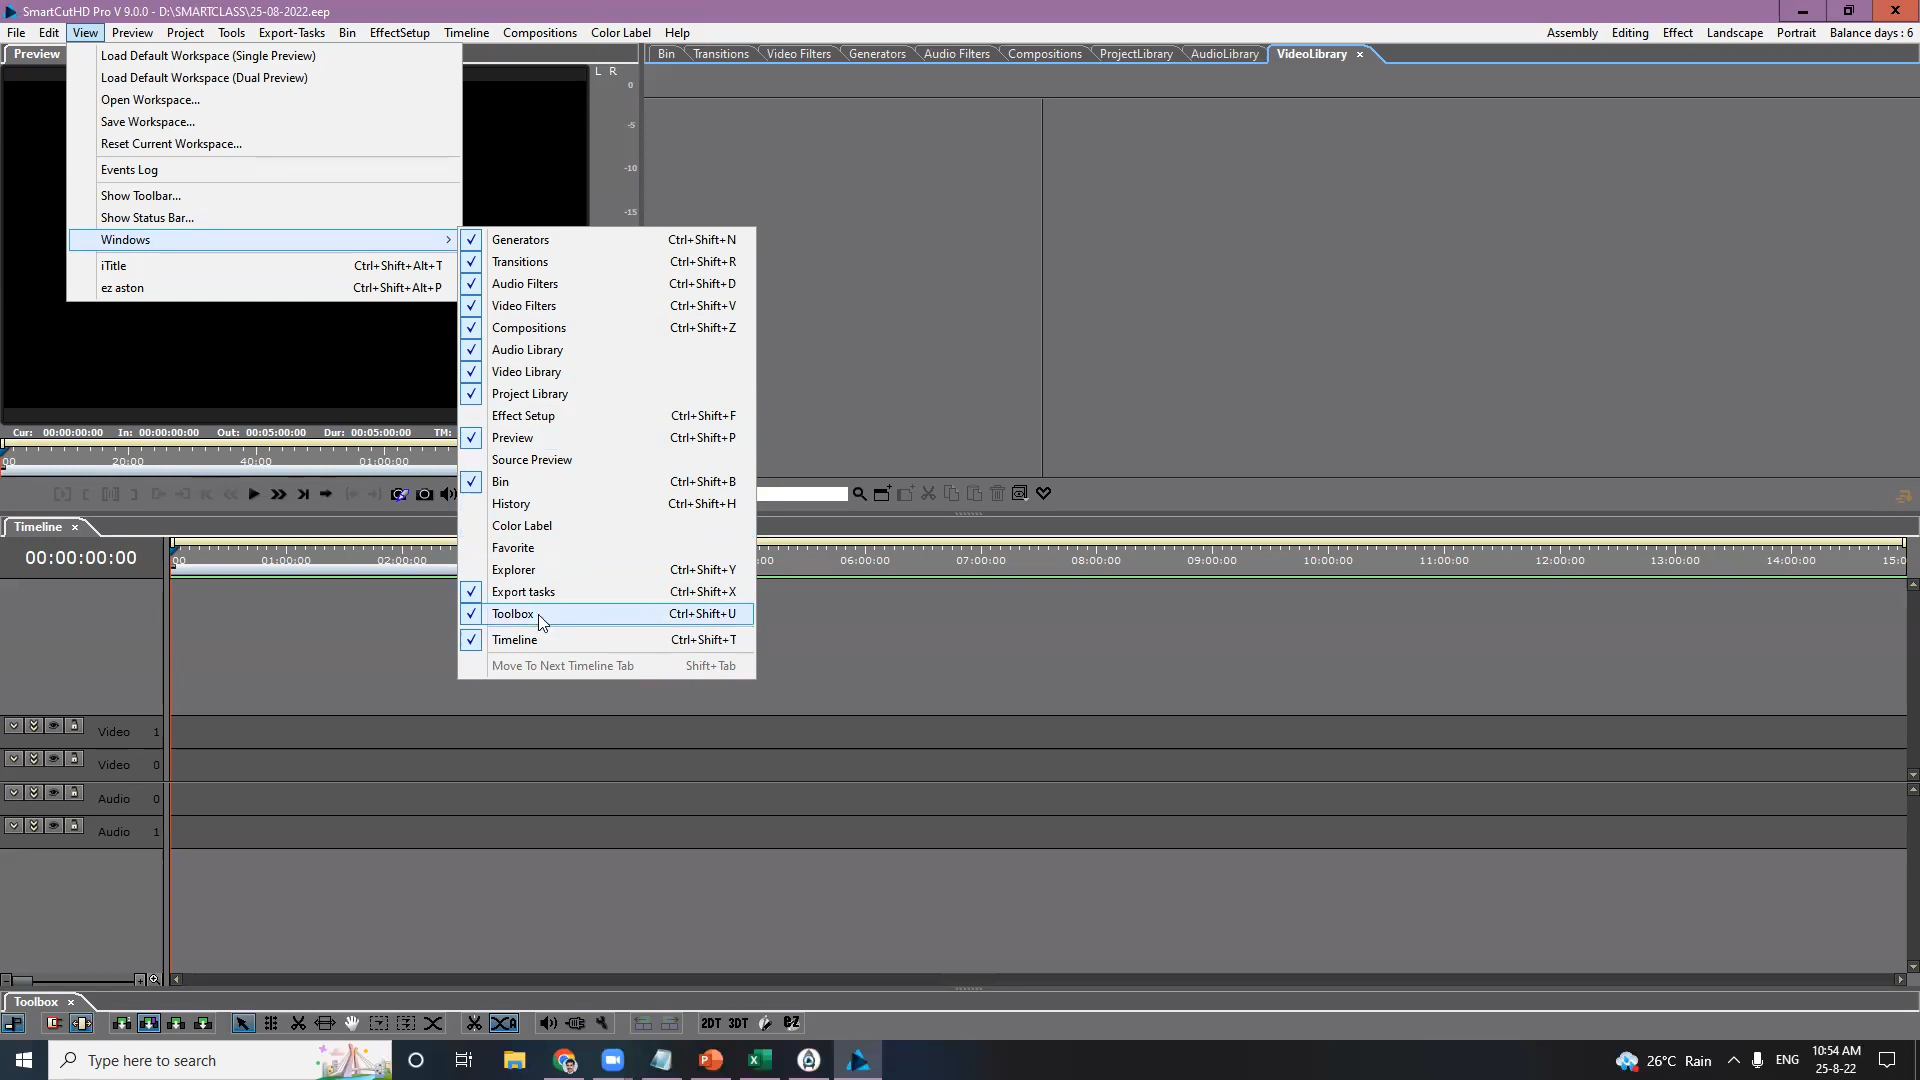 SmartCutHD Pro V 9.0.0 - D:\SMARTCLASS\25-08-2022.eep
File Edit View Preview Project Tools Export-Tasks Bin EffectSetup Timeline Compositions Color Label Help
Assembly Editing Effect Landscape Portrait Balance days : 6
Preview
L R
0
-5
-10
-15
Bin Transitions Video Filters Generators Audio Filters Compositions ProjectLibrary AudioLibrary VideoLibrary
Load Default Workspace (Single Preview)
Load Default Workspace (Dual Preview)
Open Workspace...
Save Workspace...
Reset Current Workspace...
Events Log
Show Toolbar...
Show Status Bar...
Windows
iTitle Ctrl+Shift+Alt+T
ez aston Ctrl+Shift+Alt+P
Generators Ctrl+Shift+N
Transitions Ctrl+Shift+R
Audio Filters Ctrl+Shift+D
Video Filters Ctrl+Shift+V
Compositions Ctrl+Shift+Z
Audio Library
Video Library
Project Library
Effect Setup Ctrl+Shift+F
Preview Ctrl+Shift+P
Source Preview
Bin Ctrl+Shift+B
History Ctrl+Shift+H
Color Label
Favorite
Explorer Ctrl+Shift+Y
Export tasks Ctrl+Shift+X
Toolbox Ctrl+Shift+U
Timeline Ctrl+Shift+T
Move To Next Timeline Tab Shift+Tab
Cur: 00:00:00:00 In: 00:00:00:00 Out: 00:05:00:00 Dur: 00:05:00:00 TM:
00 20:00 40:00 01:00:00
Timeline
00:00:00:00
00 01:00:00 02:00:00 :00 06:00:00 07:00:00 08:00:00 09:00:00 10:00:00 11:00:00 12:00:00 13:00:00 14:00:00 15:0
Video 1
Video 0
Audio 0
Audio 1
Toolbox
2DT 3DT EZ
Type here to search
26°C Rain ENG
10:54 AM
25-8-22